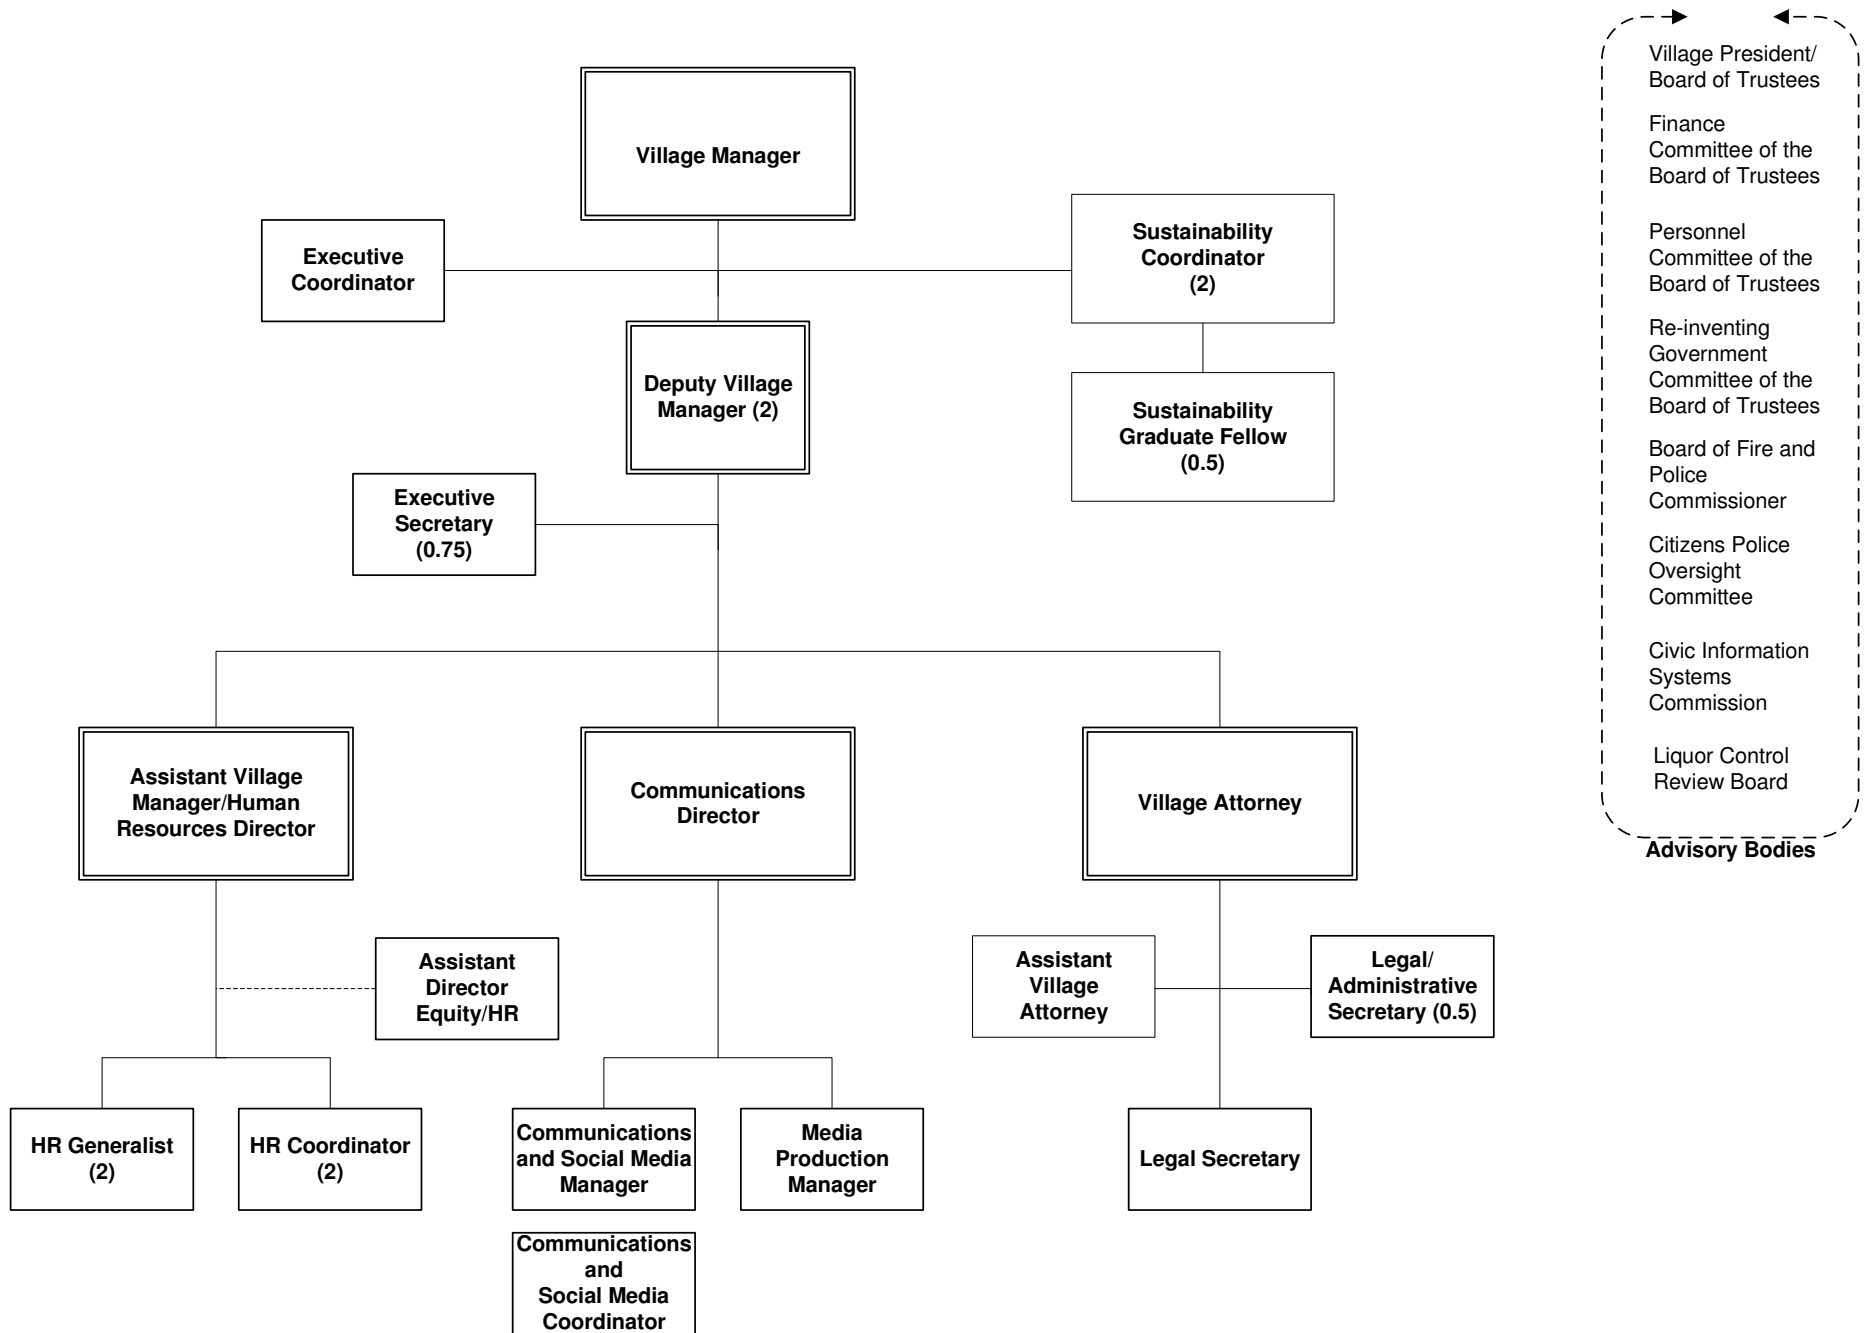 Village Manager
Executive
Coordinator
Sustainability
Coordinator
(2)
Deputy Village
Manager (2)
Sustainability
Graduate Fellow
(0.5)
Executive
Secretary
(0.75)
Assistant Village
Manager/Human
Resources Director
Communications
Director
Village Attorney
Assistant
Director
Equity/HR
Assistant
Village
Attorney
Legal/
Administrative
Secretary (0.5)
HR Generalist
(2)
HR Coordinator
(2)
Communications
and Social Media
Manager
Media
Production
Manager
Legal Secretary
Communications
and
Social Media
Coordinator
Village President/
Board of Trustees
Finance
Committee of the
Board of Trustees
Personnel
Committee of the
Board of Trustees
Re-inventing
Government
Committee of the
Board of Trustees
Board of Fire and
Police
Commissioner
Citizens Police
Oversight
Committee
Civic Information
Systems
Commission
Liquor Control
Review Board
Advisory Bodies